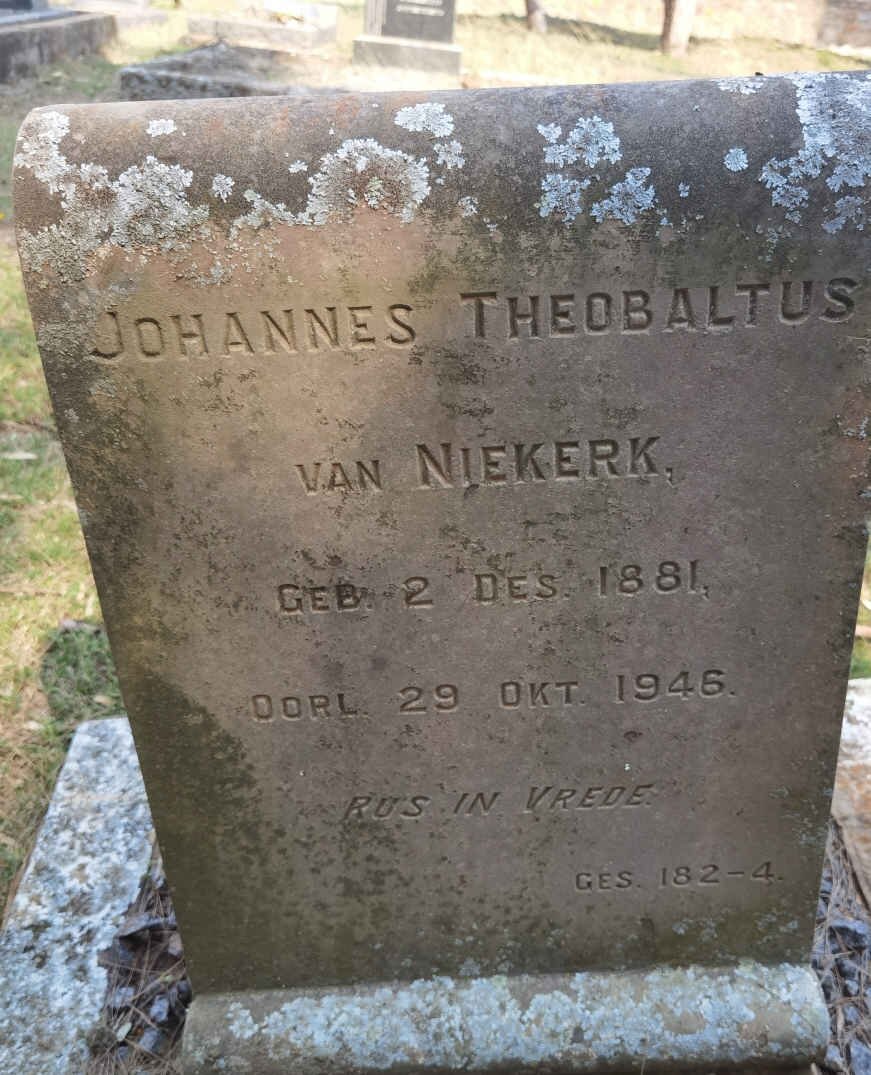 JOHANNES THEOBALTUS
VAN NIEKERK,
GEB. 2 DES. 1881,
OORL. 29 OKT. 1946.
RUS IN VREDE.
GES. 182-4.